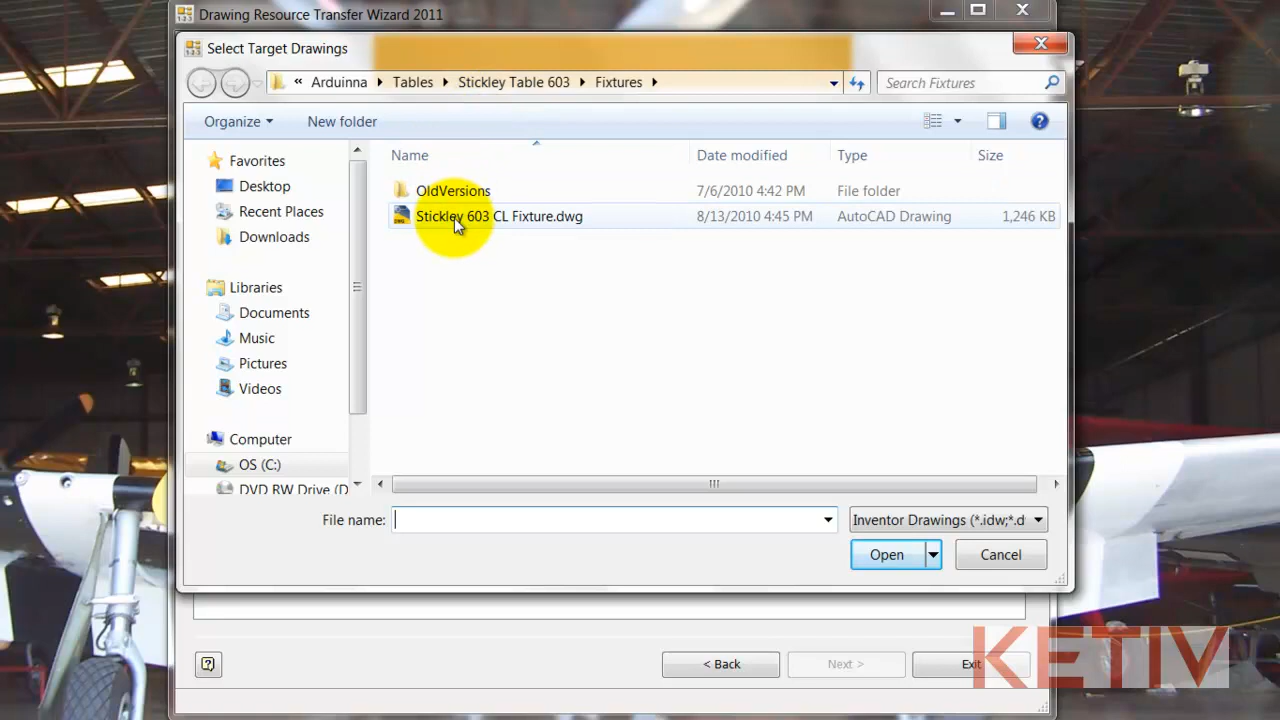 Drawing Resource Transfer Wizard 2011
Select Target Drawings
« Arduinna Tables Stickley Table 603 Fixtures
Search Fixtures
Organize
New folder
Name
Date modified
Type
Size
Favorites
Desktop
Recent Places
Downloads
Libraries
Documents
Music
Pictures
Videos
Computer
OS (C:)
DVD RW Drive (D
OldVersions 7/6/2010 4:42 PM File folder
Stickley 603 CL Fixture.dwg 8/13/2010 4:45 PM AutoCAD Drawing 1,246 KB
File name:
Inventor Drawings (*.idw;*.d
Open
Cancel
< Back
Next >
Exit
KETIV